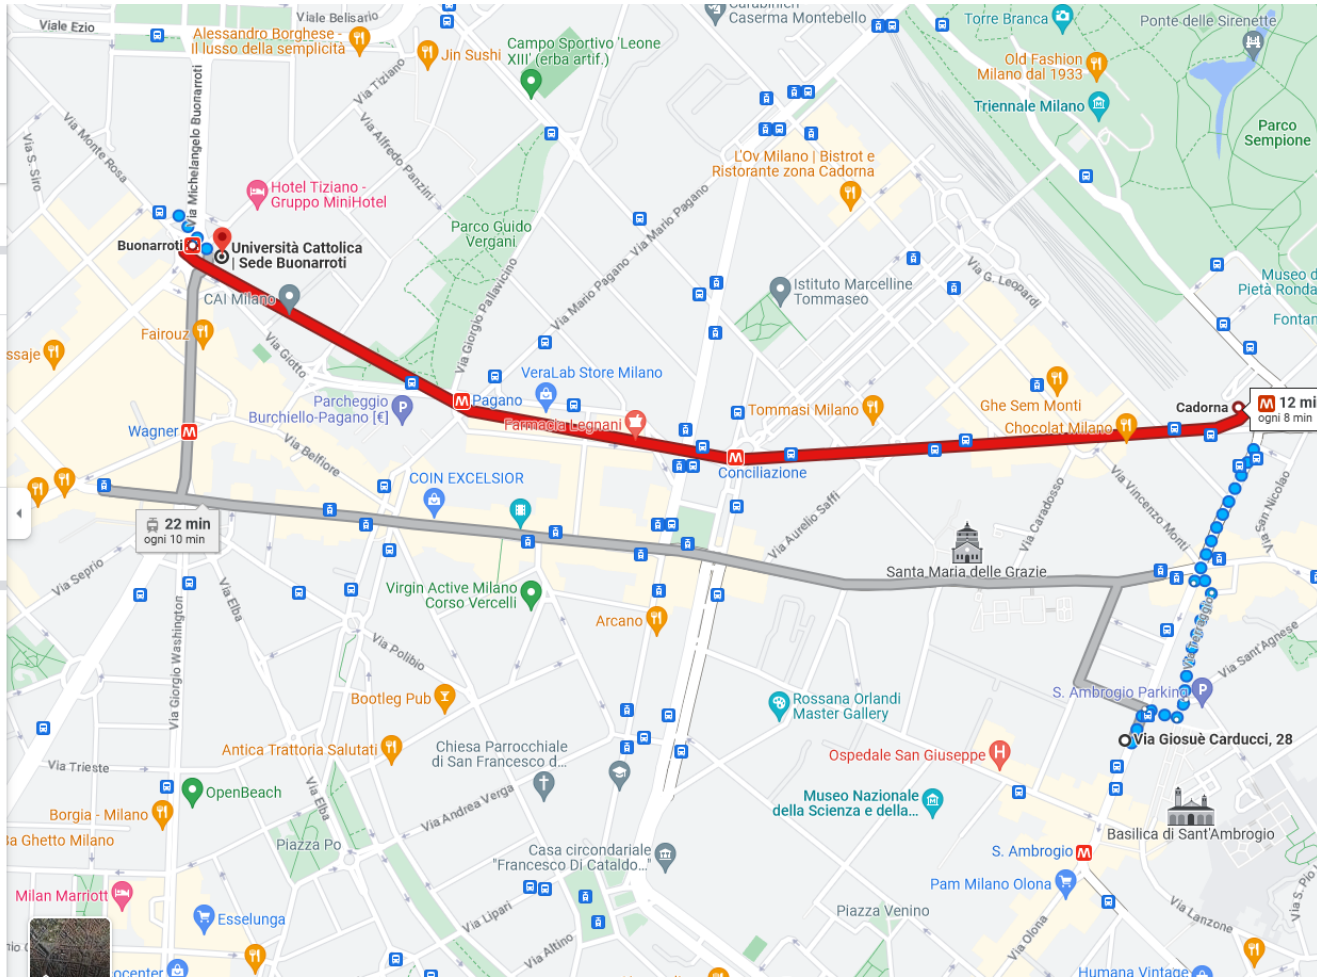 Viale Ezio
Viale Belisario
Carabinieri
Caserma Montebello
Torre Branca
Ponte delle Sirenette
Alessandro Borghese -
Il lusso della semplicità
Jin Sushi
Campo Sportivo 'Leone
XIII' (erba artif.)
Old Fashion
Milano dal 1933
Triennale Milano
Parco
Sempione
Via Tiziano
Via Michelangelo Buonarroti
Via Monte Rosa
Via S. Siro
Via Alfredo Panzini
L'Ov Milano | Bistrot e
Ristorante zona Cadorna
Hotel Tiziano -
Gruppo MiniHotel
Via Mario Pagano
Via Mario Pagano
Parco Guido
Vergani
Buonarroti
Università Cattolica
| Sede Buonarroti
Via G. Leopardi
Museo d
Pietà Ronda
Fontan
Istituto Marcelline
Tommaseo
CAI Milano
Via Giorgio Pallavicino
Fairouz
Via Giotto
ssaje
VeraLab Store Milano
Pagano
Parcheggio
Burchiello-Pagano [€]
Farmacia Legnani
Tommasi Milano
Ghe Sem Monti
Chocolat Milano
Cadorna
M 12 mi
ogni 8 min
Wagner
Via Belfiore
Conciliazione
COIN EXCELSIOR
Via Vincenzo Monti
Via San Nicolao
Via Caradosso
Via Aurelio Saffi
22 min
ogni 10 min
Santa Maria delle Grazie
Via Seprio
Via Elba
Virgin Active Milano
Corso Vercelli
Arcano
Via Giorgio Washington
Via Polibio
Via Terraggio
Via Sant'Agnese
Bootleg Pub
S. Ambrogio Parking
P
Rossana Orlandi
Master Gallery
Via Giosuè Carducci, 28
Antica Trattoria Salutati
Chiesa Parrocchiale
di San Francesco d...
Ospedale San Giuseppe
H
Via Trieste
OpenBeach
Via Elba
Via Andrea Verga
Museo Nazionale
della Scienza e della...
Borgia - Milano
Ba Ghetto Milano
Piazza Po
Basilica di Sant'Ambrogio
Casa circondariale
"Francesco Di Cataldo..."
S. Ambrogio
M
Pam Milano Olona
Milan Marriott
Esselunga
Via Lipari
Piazza Venino
Via Lanzone
Via S. Pio
Via Olona
Via Altino
ocenter
Humana Vintage